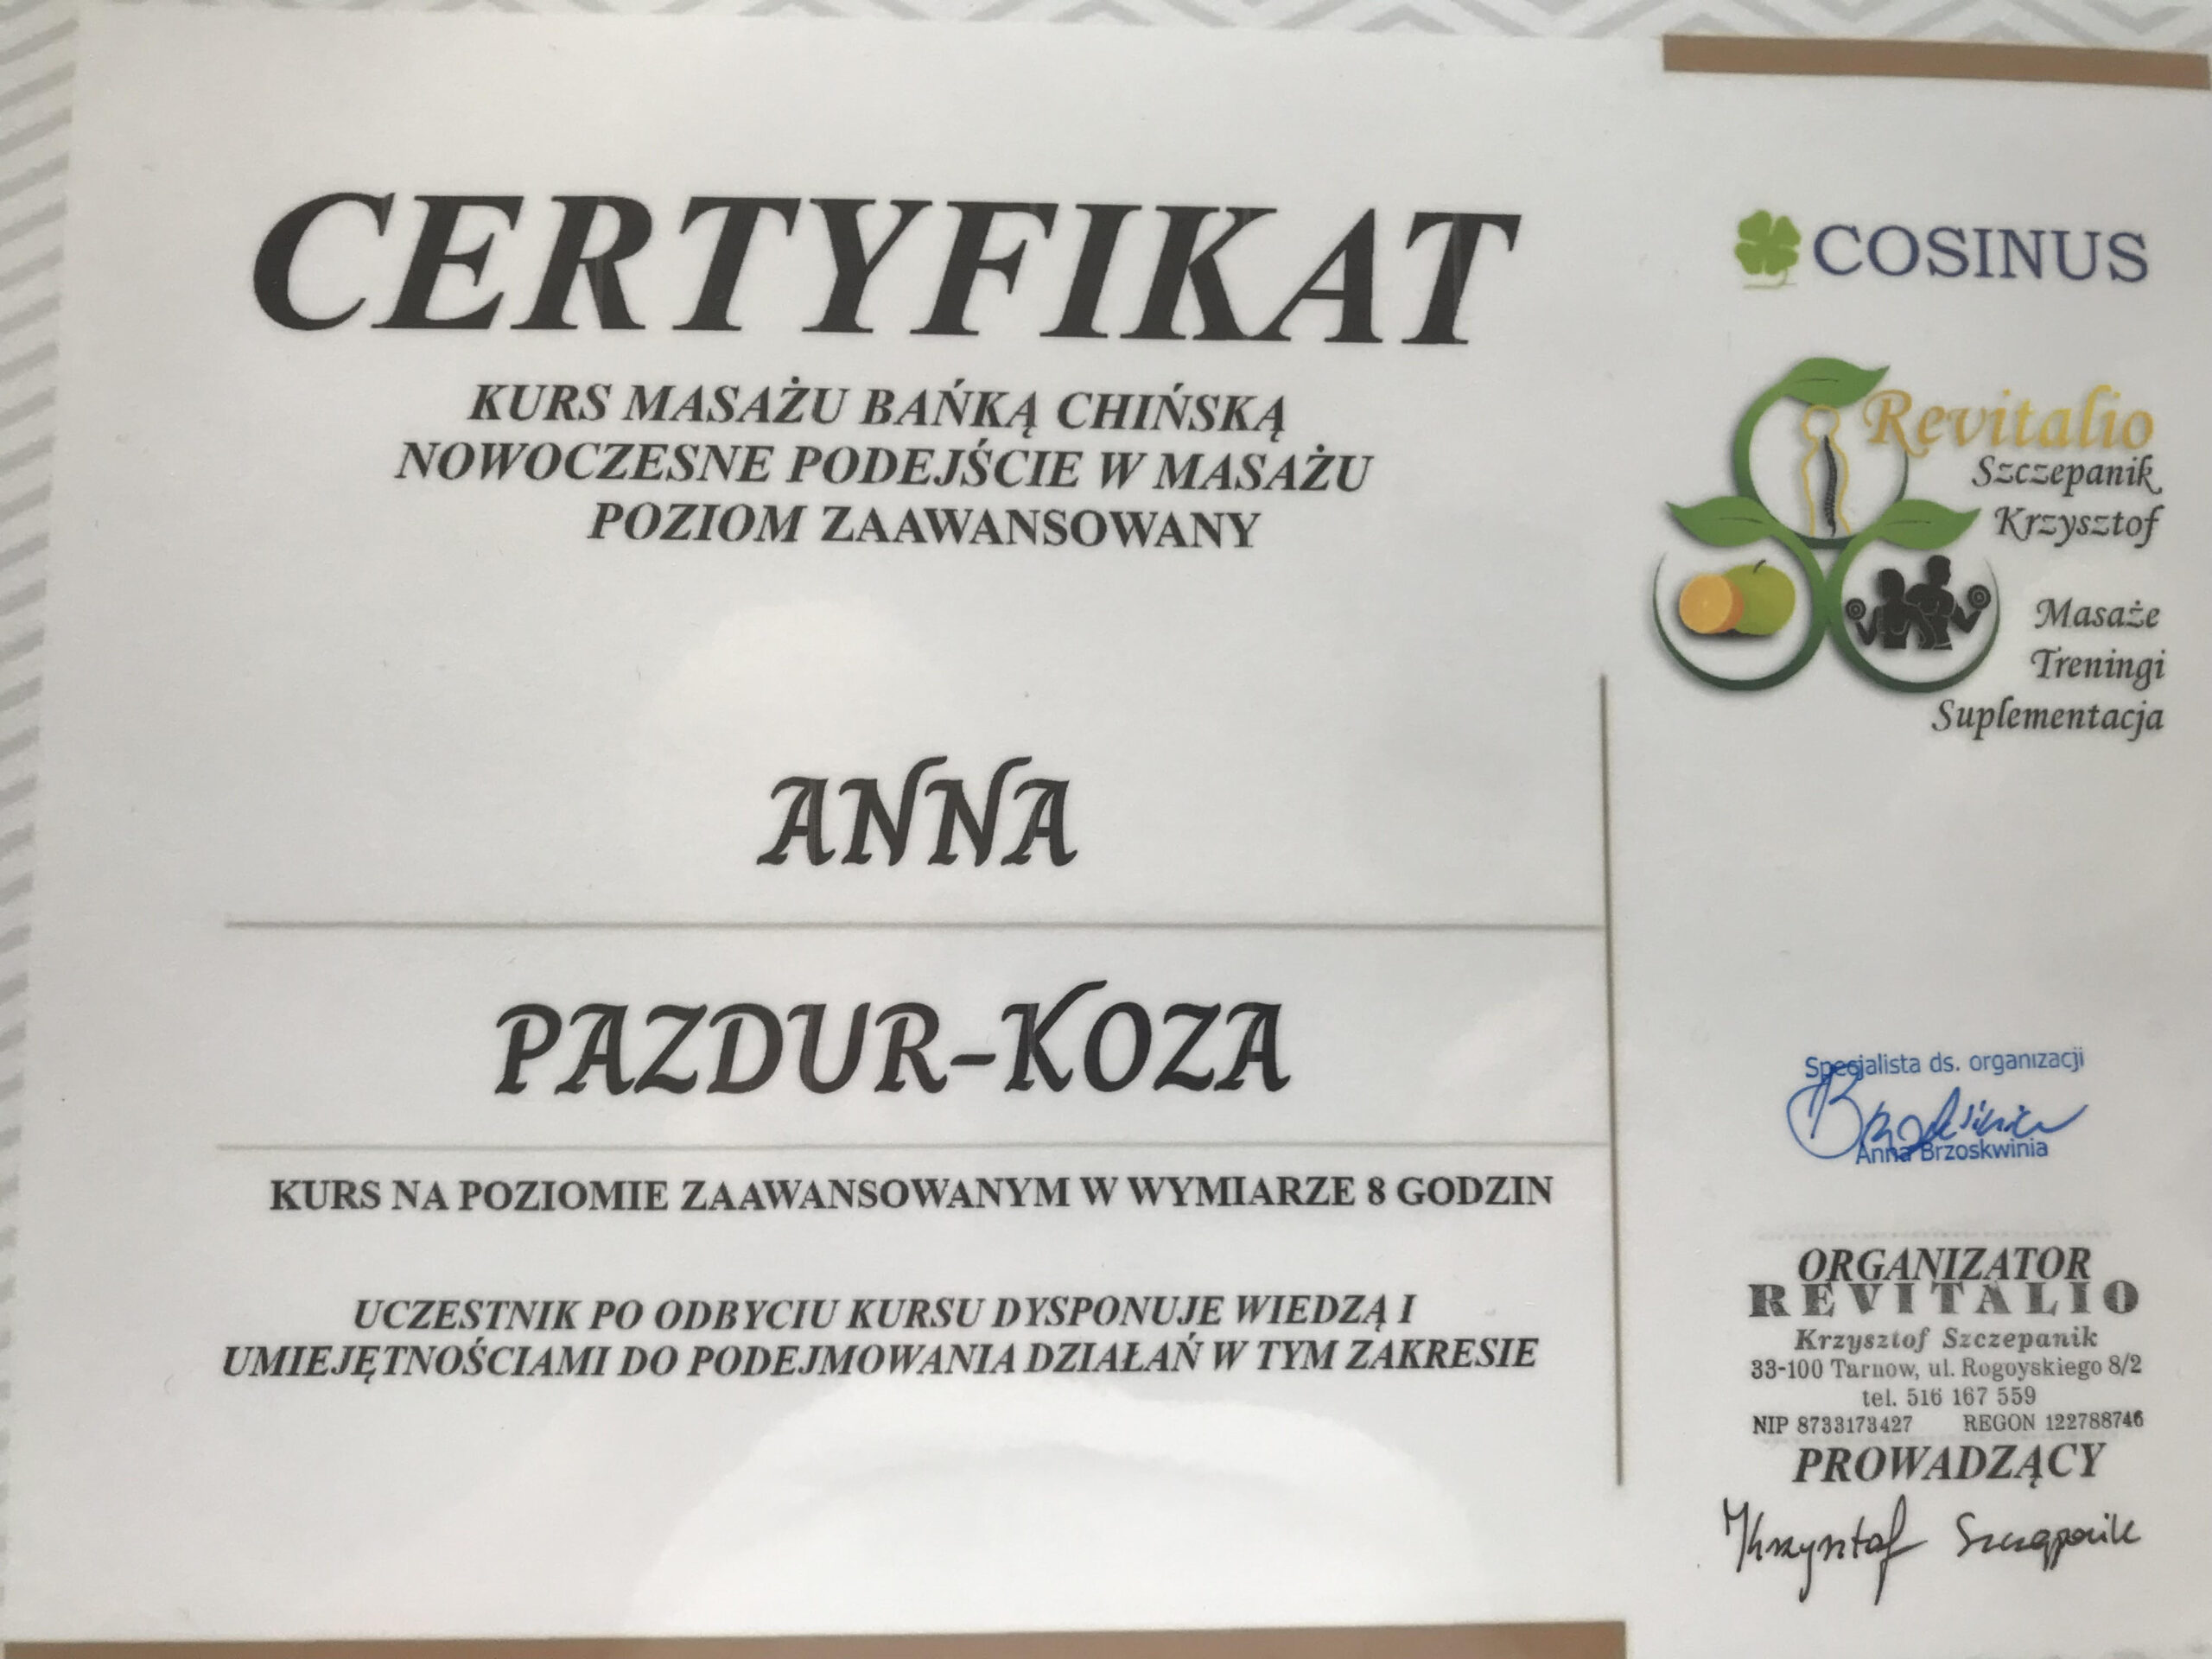 CERTYFIKAT
KURS MASAŻU BAŃKĄ CHIŃSKĄ
NOWOCZESNE PODEJŚCIE W MASAŻU
POZIOM ZAAWANSOWANY
ANNA
PAZDUR-KOZA
KURS NA POZIOMIE ZAAWANSOWANYM W WYMIARZE 8 GODZIN
UCZESTNIK PO ODBYCIU KURSU DYSPONUJE WIEDZĄ I
UMIEJĘTNOŚCIAMI DO PODEJMOWANIA DZIAŁAŃ W TYM ZAKRESIE
COSINUS
Revitalio
Szczepanik
Krzysztof
Masaże
Treningi
Suplementacja
Specjalista ds. organizacji
Anna Brzoskwinia
ORGANIZATOR
REVITALIO
Krzysztof Szczepanik
33-100 Tarnow, ul. Rogoyskiego 8/2
tel. 516 167 559
NIP 8733173427 REGON 122788746
PROWADZĄCY
Krzysztof Szczepanik